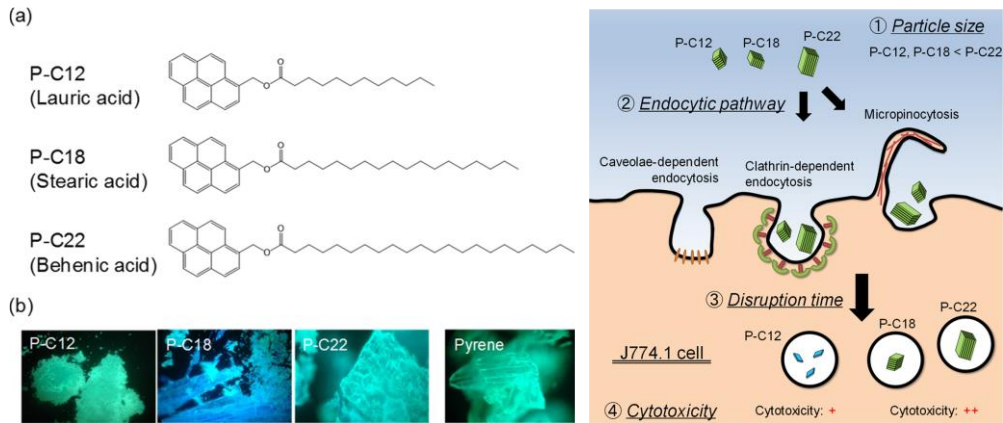 (a)
P-C12
(Lauric acid)
P-C18
(Stearic acid)
P-C22
(Behenic acid)
O
O
O
O
O
O
(b)
P-C12
P-C18
P-C22
Pyrene
① Particle size
P-C12
P-C18
P-C22
P-C12, P-C18 < P-C22
② Endocytic pathway
Micropinocytosis
Caveolae-dependent
endocytosis
Clathrin-dependent
endocytosis
③ Disruption time
P-C12
P-C18
P-C22
J774.1 cell
④ Cytotoxicity
Cytotoxicity: +
Cytotoxicity: ++